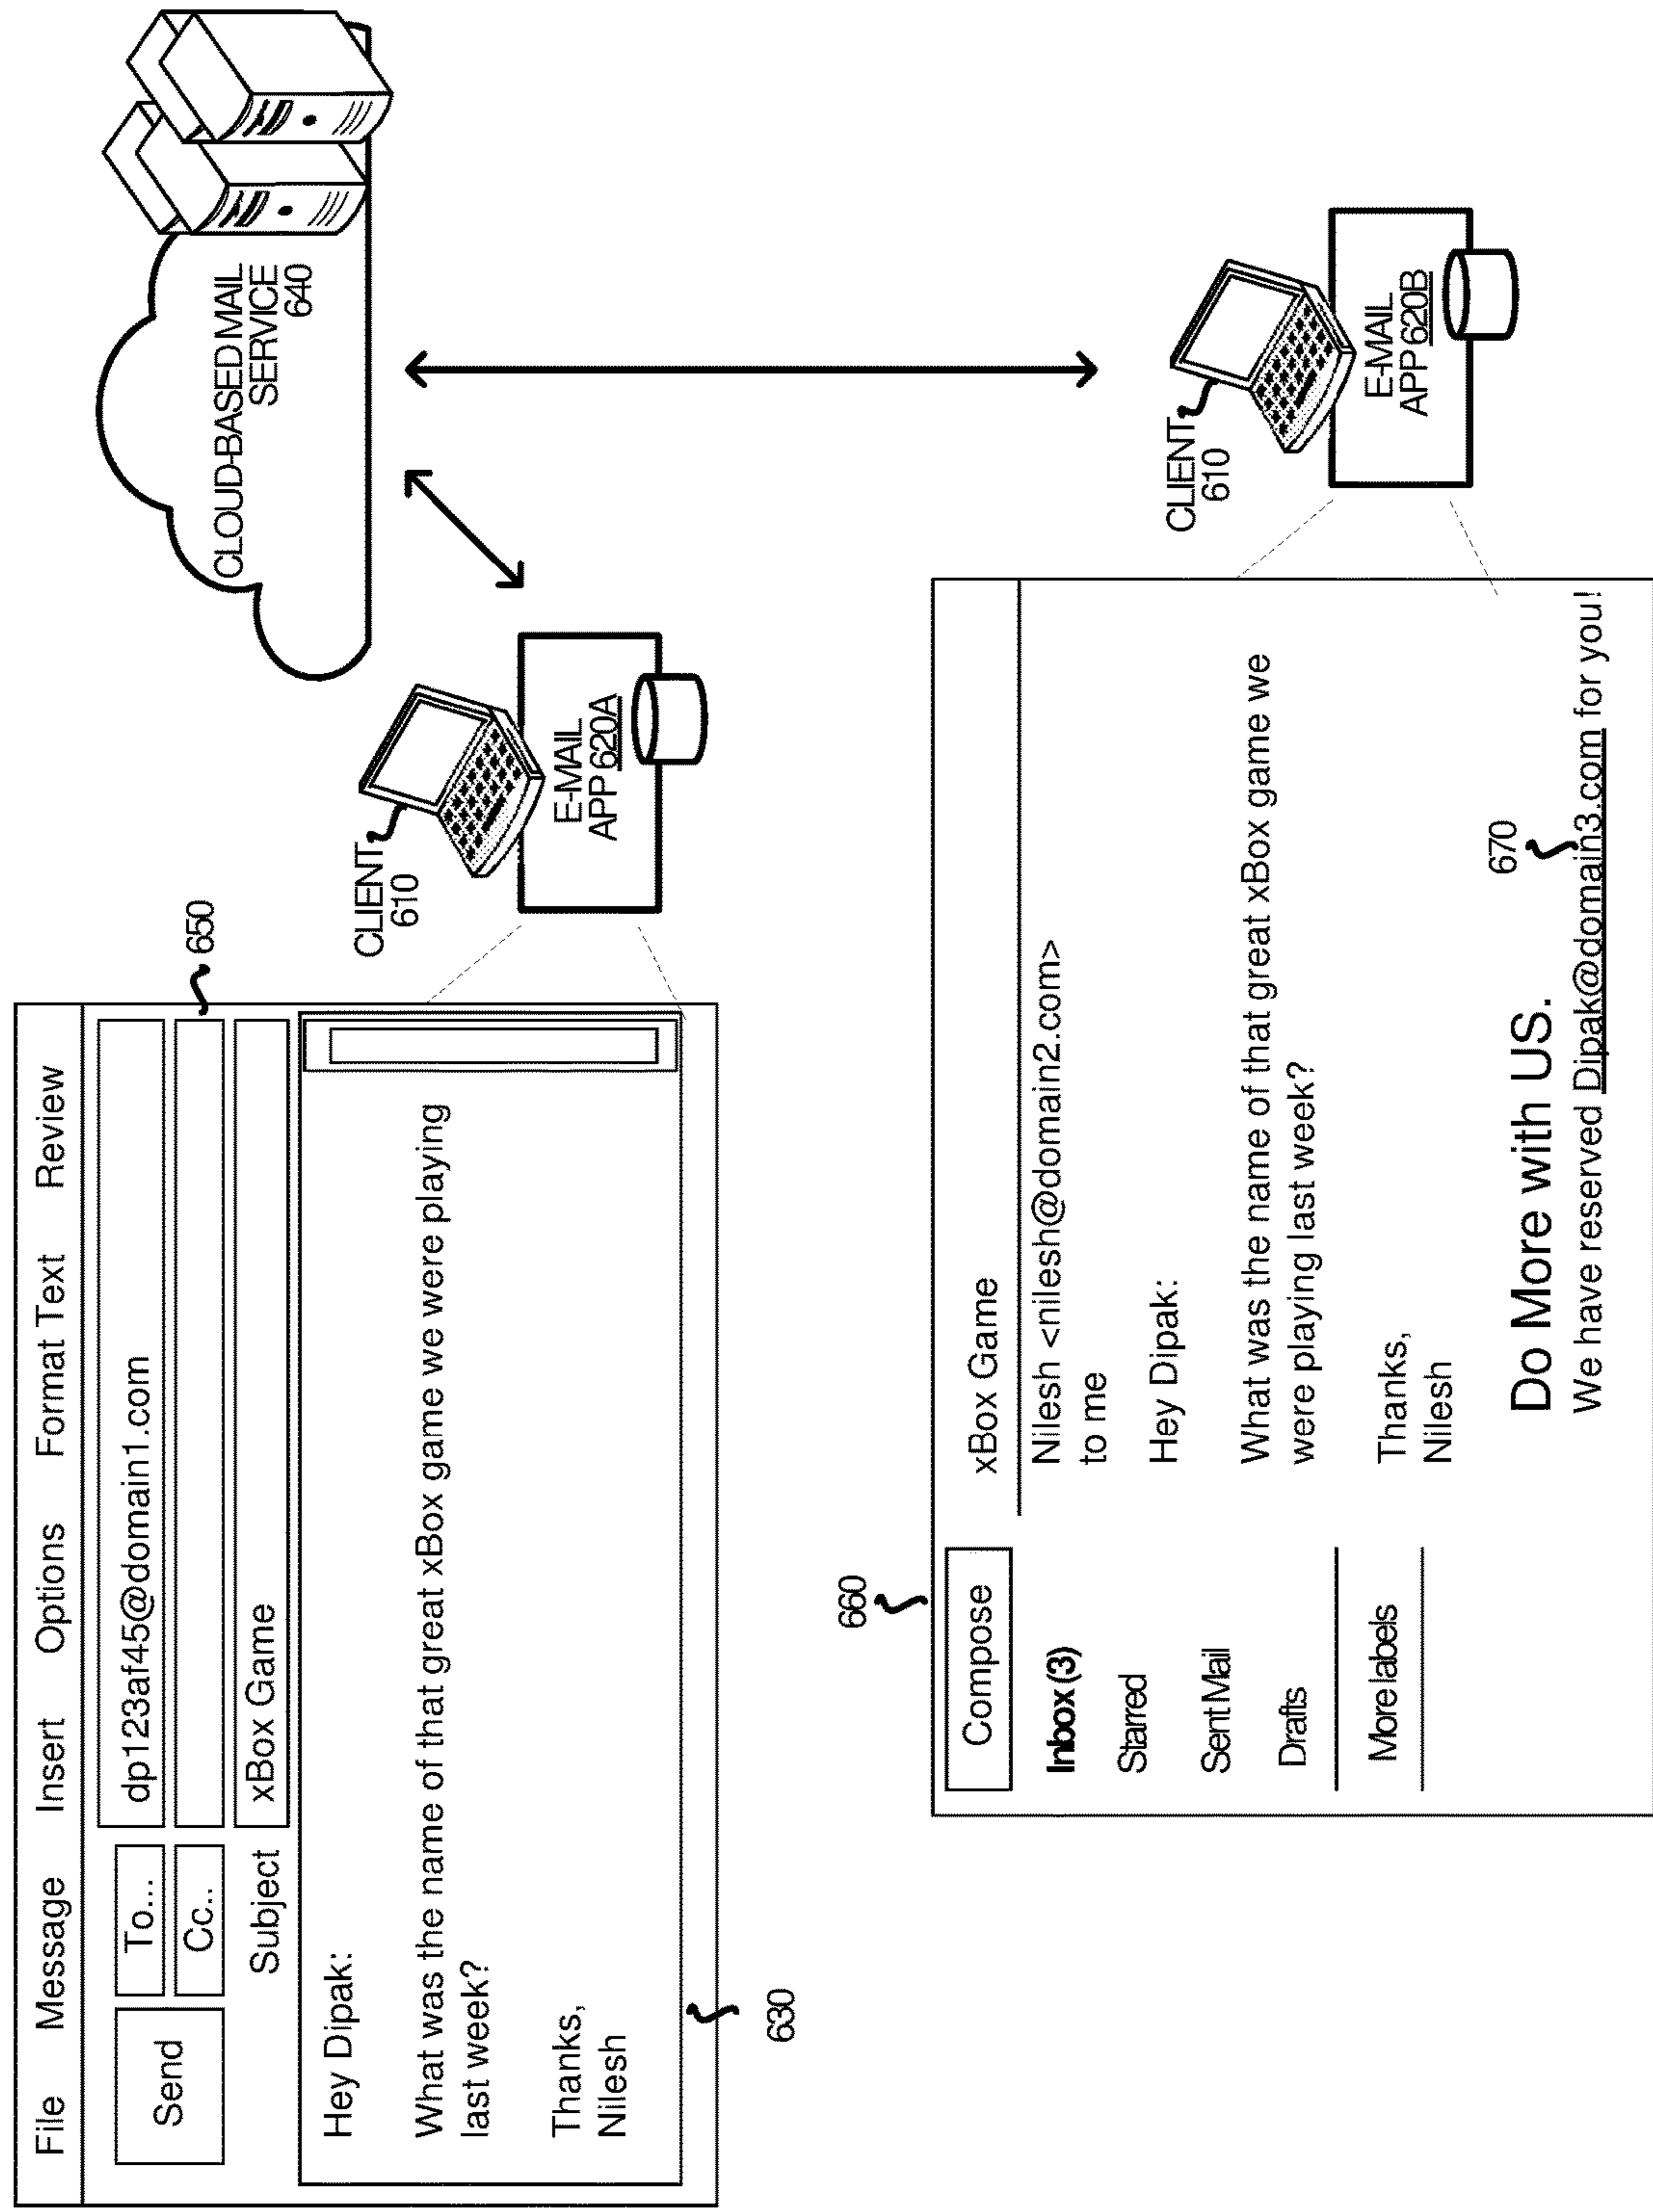 File Message Insert Options Format Text Review
Send
To...
dp123af45@domain1.com
Cc..
650
Subject
xBox Game
Hey Dipak:
What was the name of that great xBox game we were playing
last week?
Thanks,
Nilesh
630
CLIENT
610
E-MAIL
APP 620A
CLOUD-BASED MAIL
SERVICE
640
660
Compose
Inbox (3)
Starred
Sent Mail
Drafts
More labels
xBox Game
Nilesh <nilesh@domain2.com>
to me
Hey Dipak:
What was the name of that great xBox game we
were playing last week?
Thanks,
Nilesh
670
Do More with US.
We have reserved Dipak@domain3.com for you!
CLIENT
610
E-MAIL
APP 620B